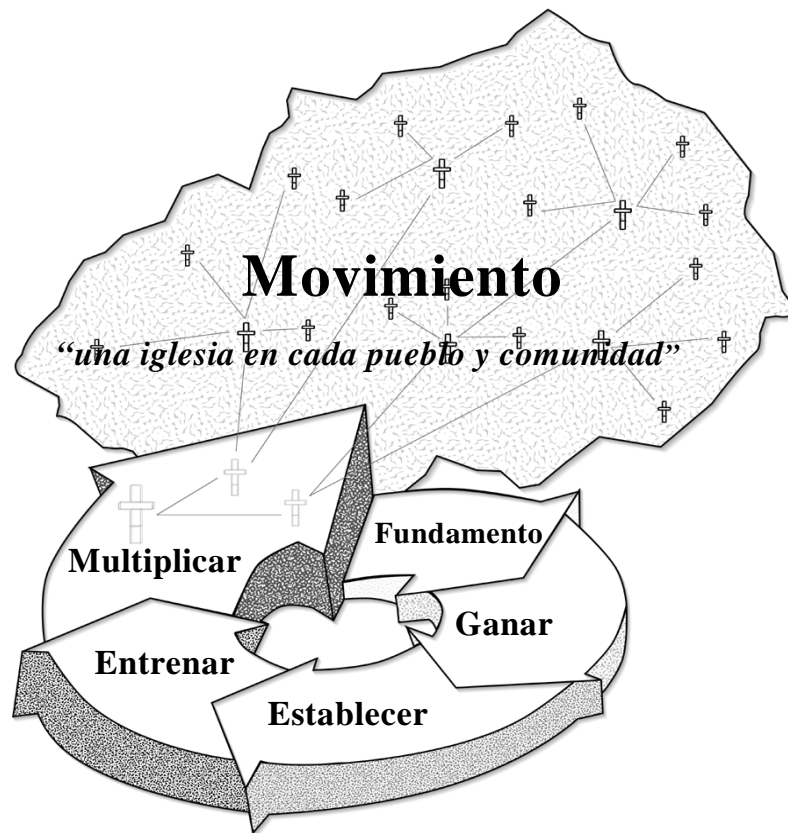 Movimiento
“una iglesia en cada pueblo y comunidad”
Fundamento
Multiplicar
Ganar
Entrenar
Establecer